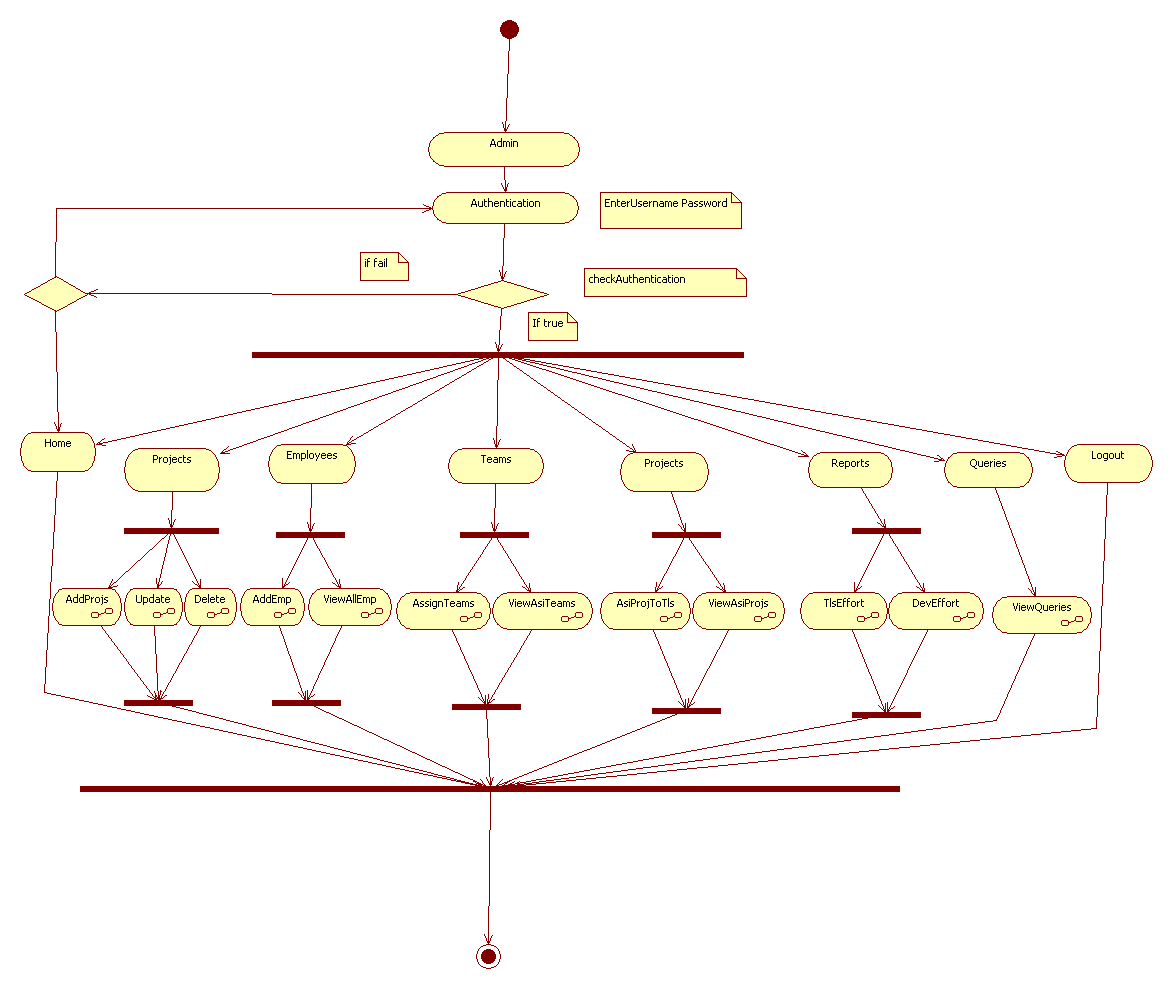 Admin
Authentication
EnterUsername Password
if fail
checkAuthentication
If true
Home
Projects
Employees
Teams
Projects
Reports
Queries
Logout
AddProjs
Update
Delete
AddEmp
ViewAllEmp
AssignTeams
ViewAsiTeams
AsiProjToTls
ViewAsiProjs
TlsEffort
DevEffort
ViewQueries